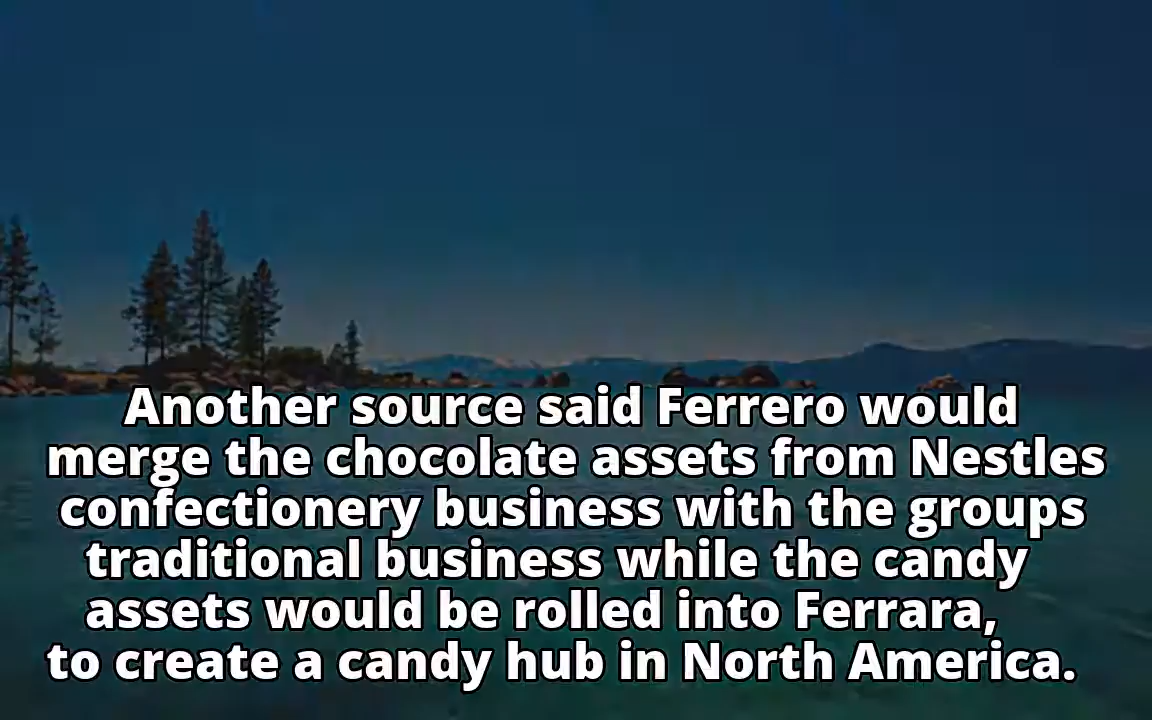 Another source said Ferrero would
merge the chocolate assets from Nestles
confectionery business with the groups
traditional business while the candy
assets would be rolled into Ferrara,
to create a candy hub in North America.